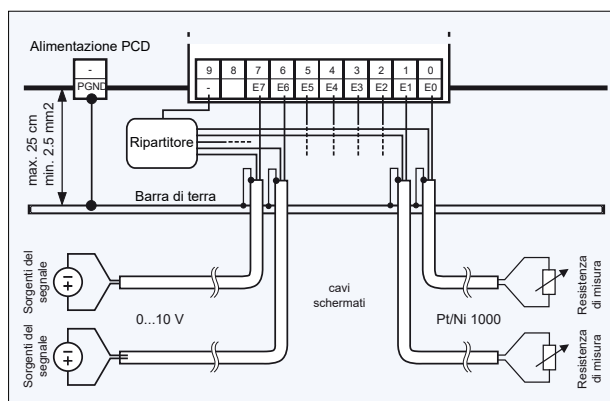 Alimentazione PCD
-
PGND
9 8 7 6 5 4 3 2 1 0
- E7 E6 E5 E4 E3 E2 E1 E0
max. 25 cm
min. 2.5 mm2
Ripartitore
Barra di terra
Sorgenti del
segnale
0...10 V
cavi
schermati
Pt/Ni 1000
Resistenza
di misura
Sorgenti del
segnale
Resistenza
di misura